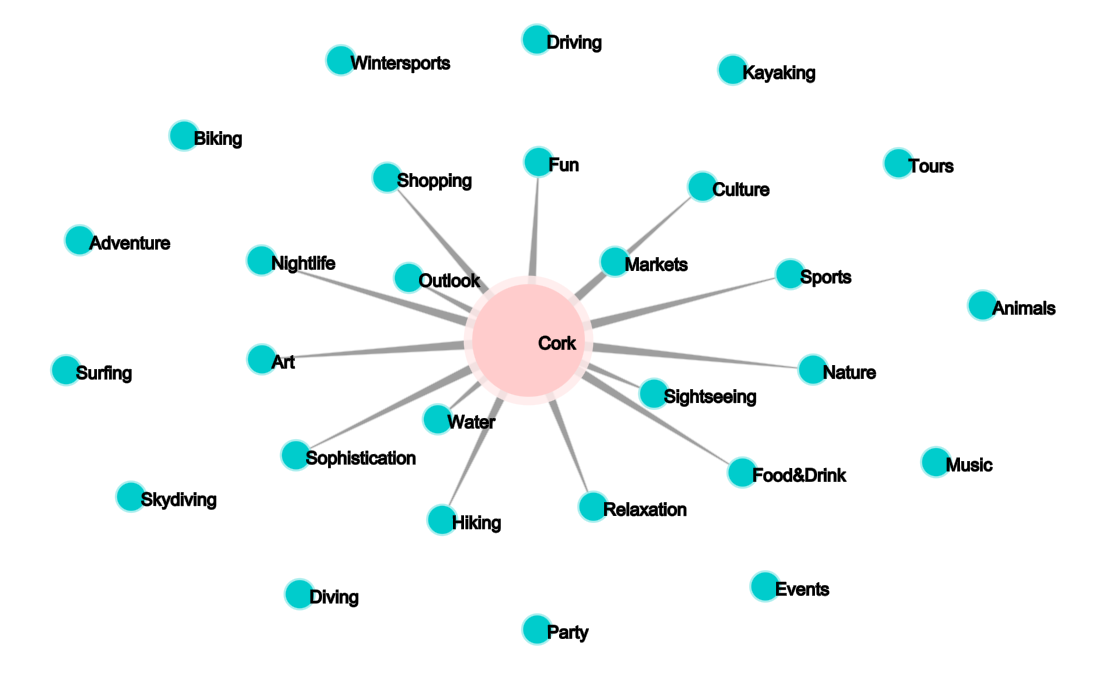 Driving
Wintersports
Kayaking
Biking
Fun
Tours
Shopping
Culture
Adventure
Nightlife
Markets
Outlook
Sports
Animals
Cork
Art
Surfing
Nature
Sightseeing
Water
Sophistication
Music
Food&Drink
Skydiving
Relaxation
Hiking
Events
Diving
Party